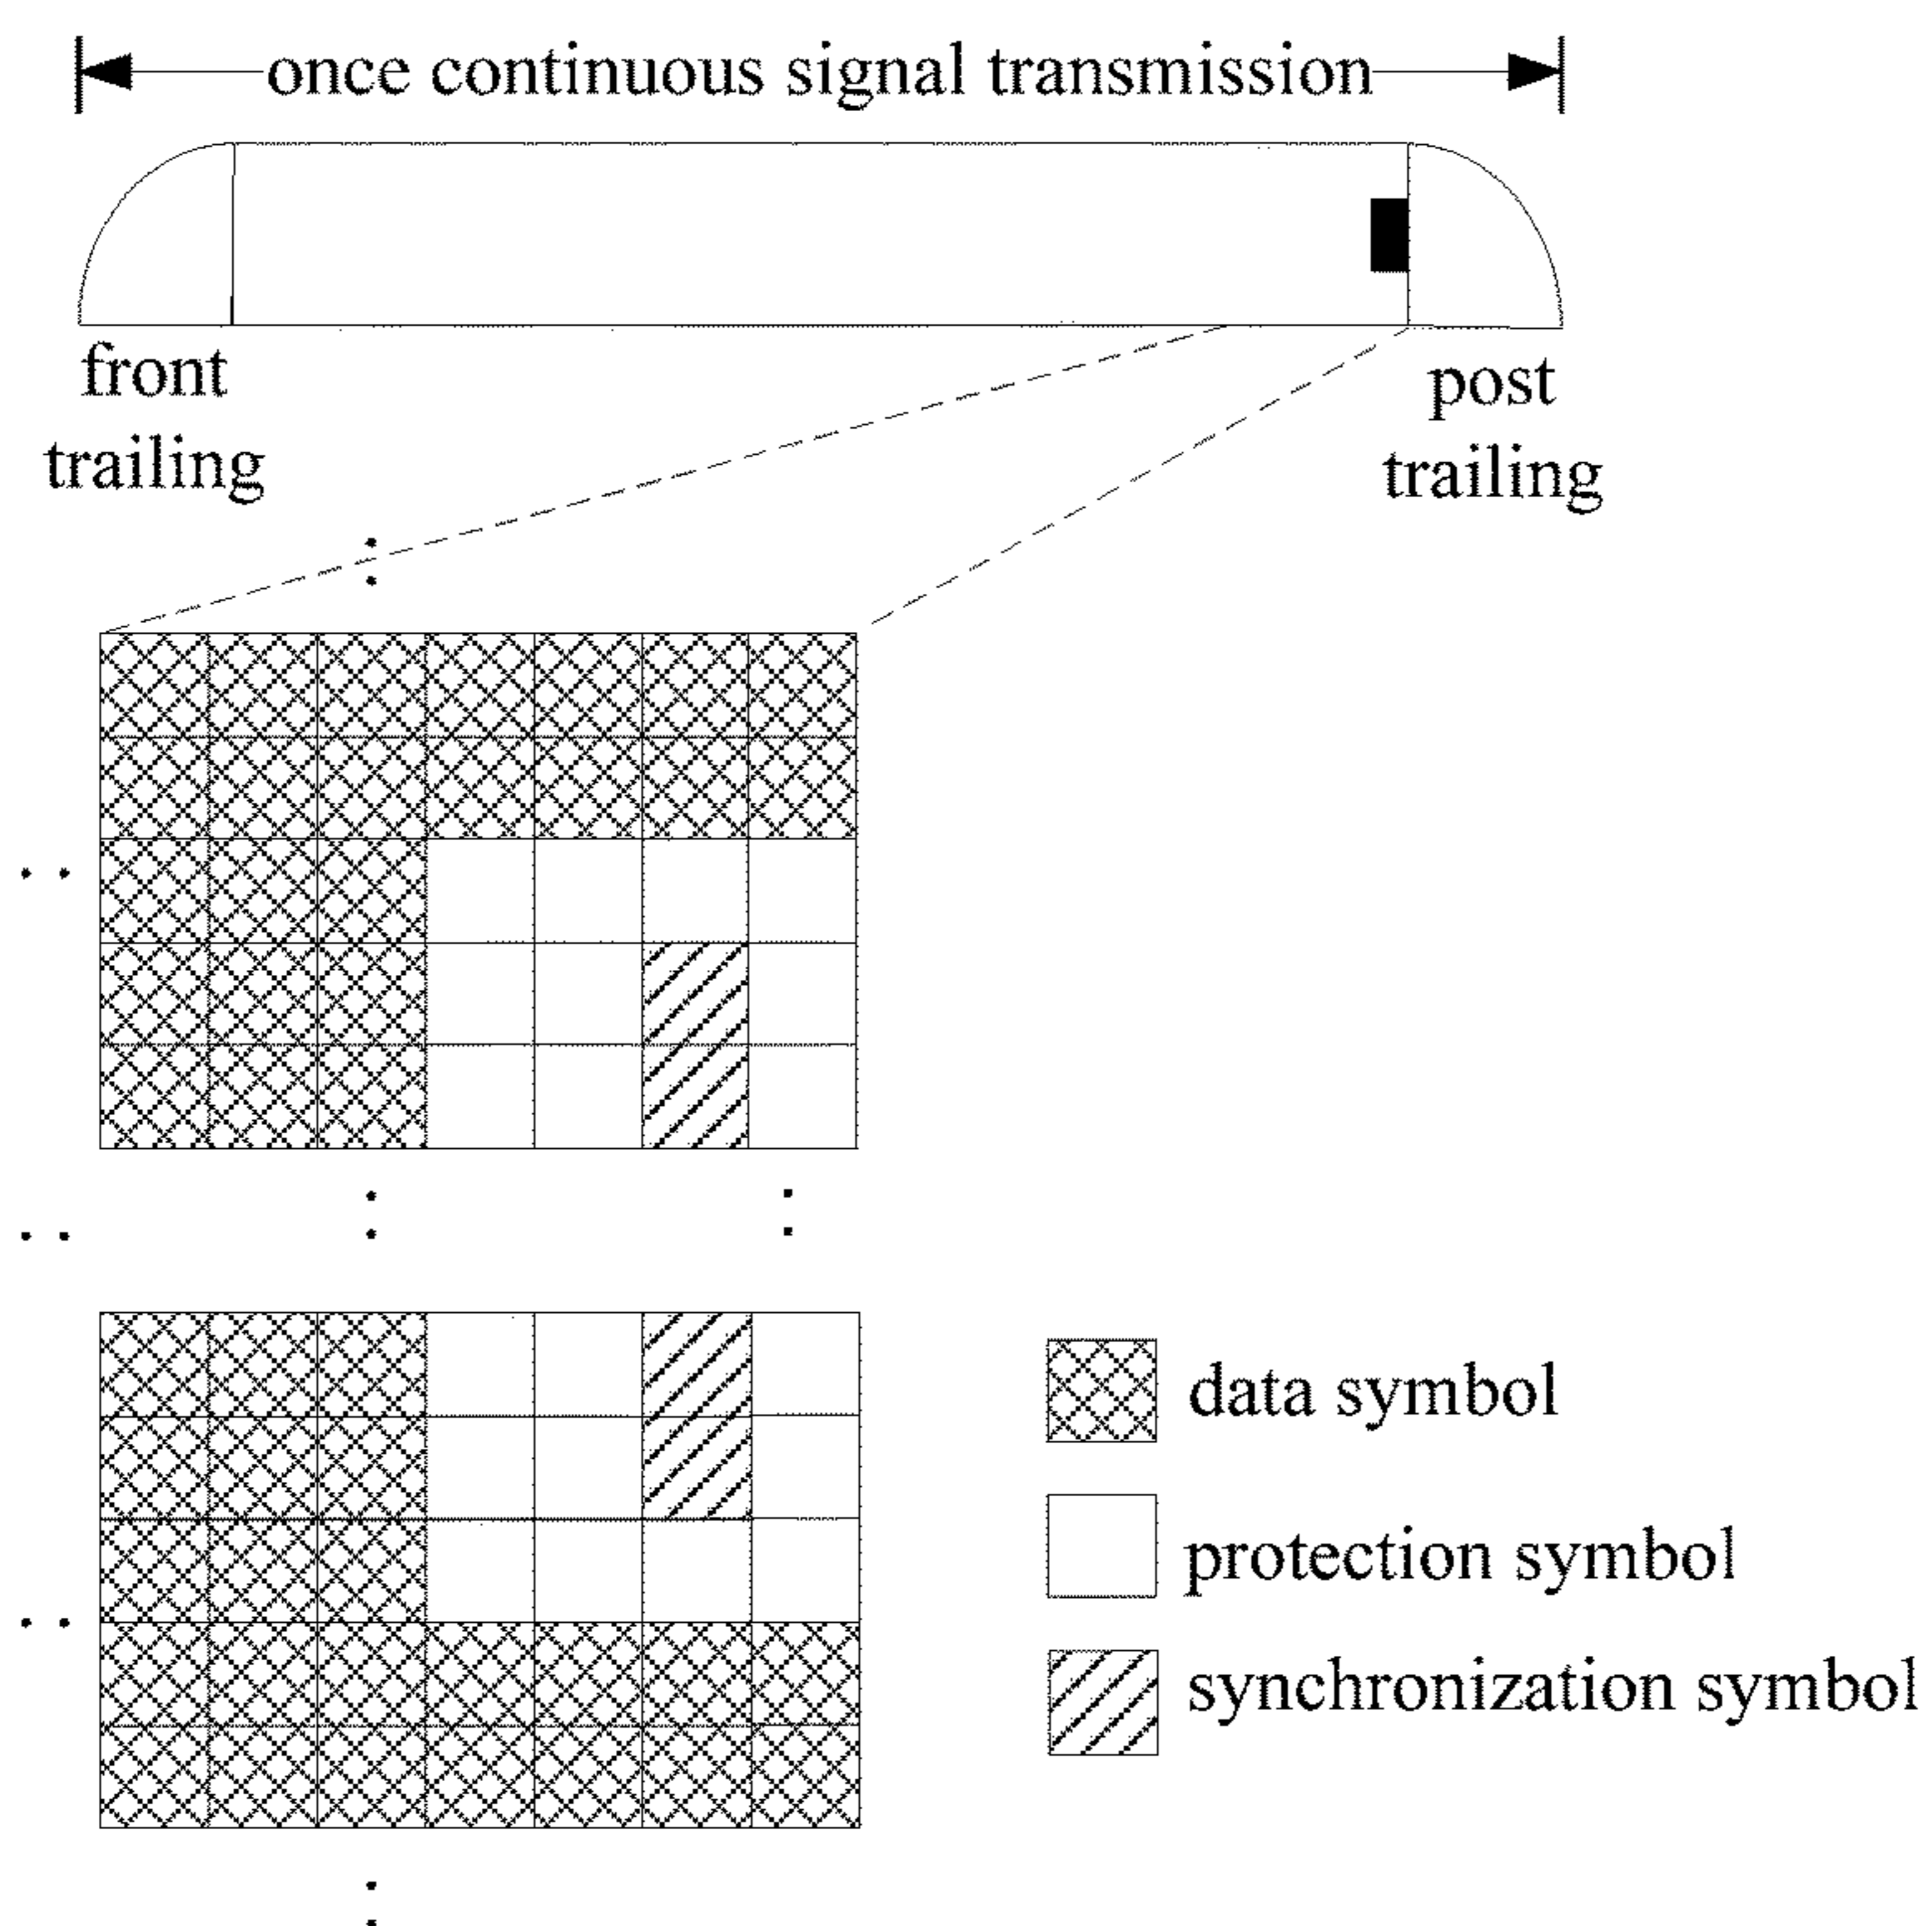 once continuous signal transmission
front
trailing
post
trailing
data symbol
protection symbol
synchronization symbol